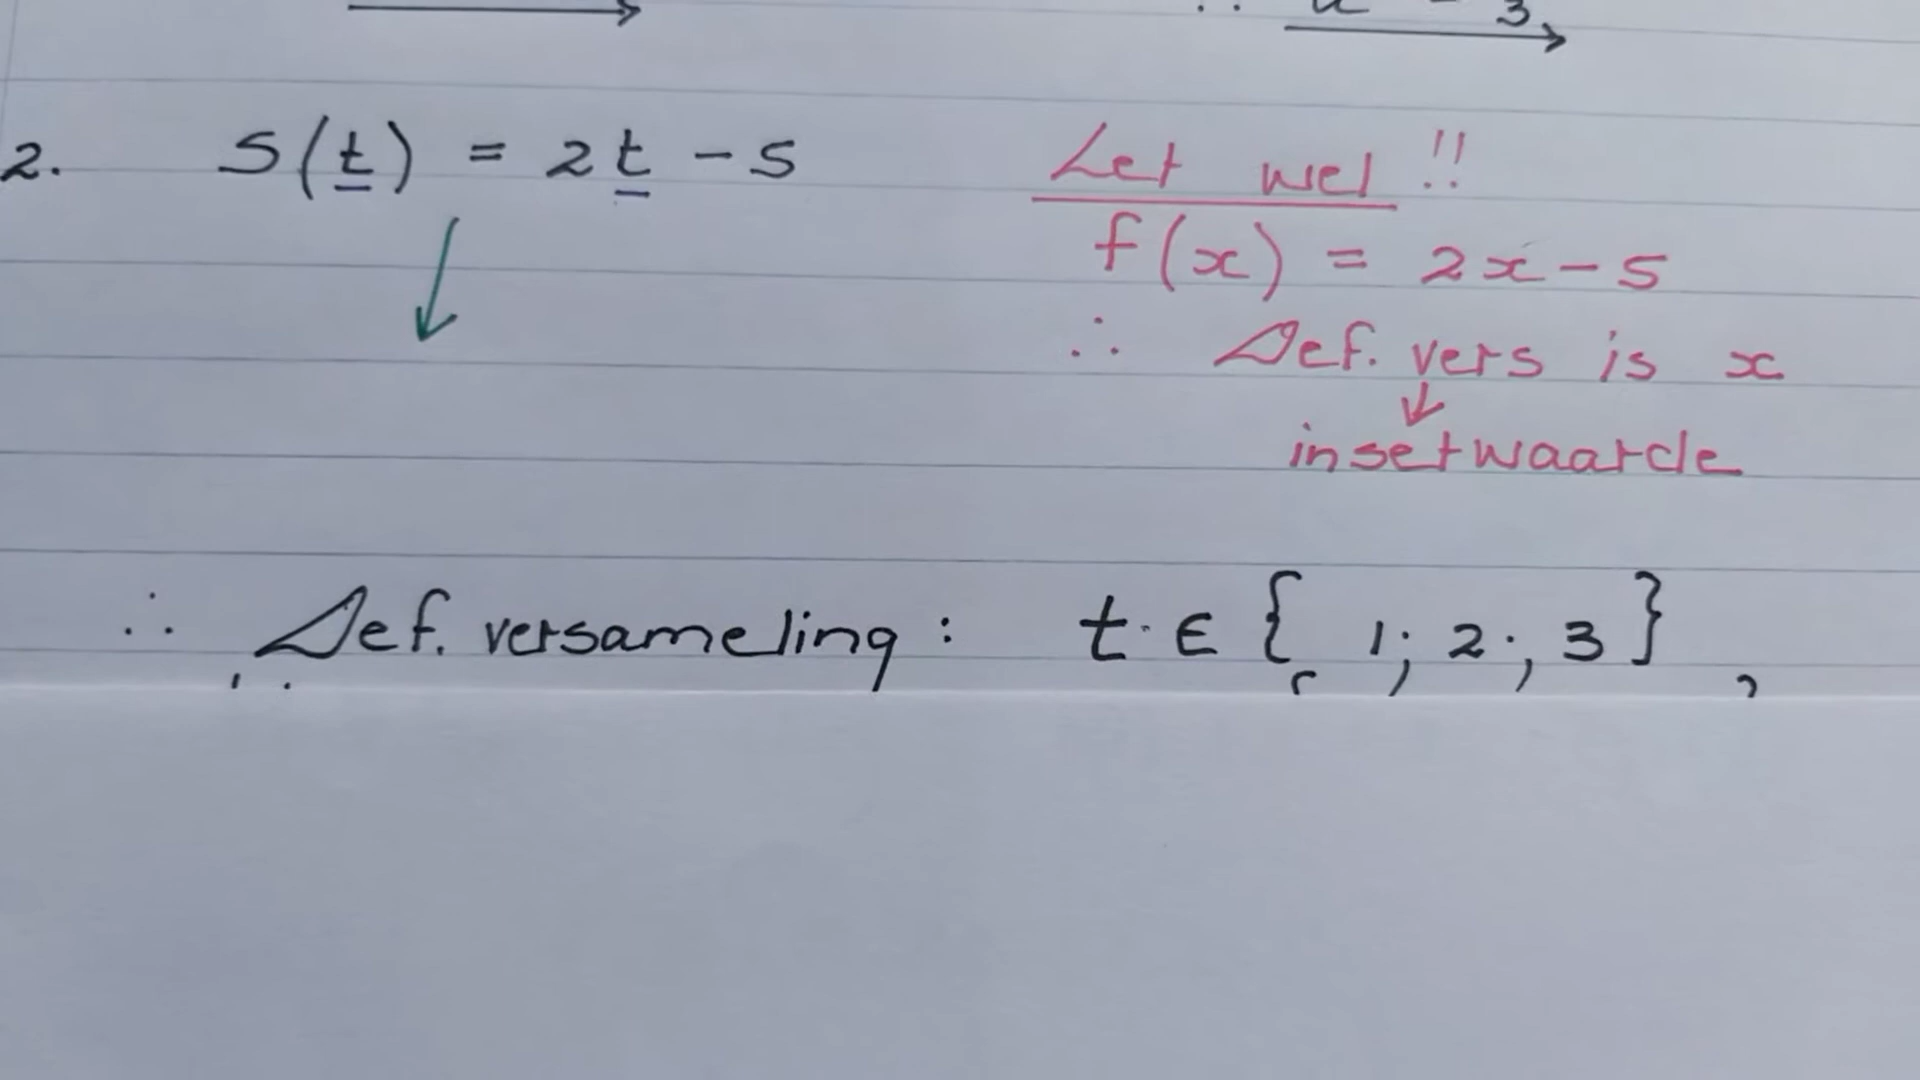 2. S(t) = 2t - 5
Let wel !!
f(x) = 2x - 5
∴ Def. vers is x
↓
insetwaarde
∴ Def. versameling : t ∈ { 1; 2; 3 }